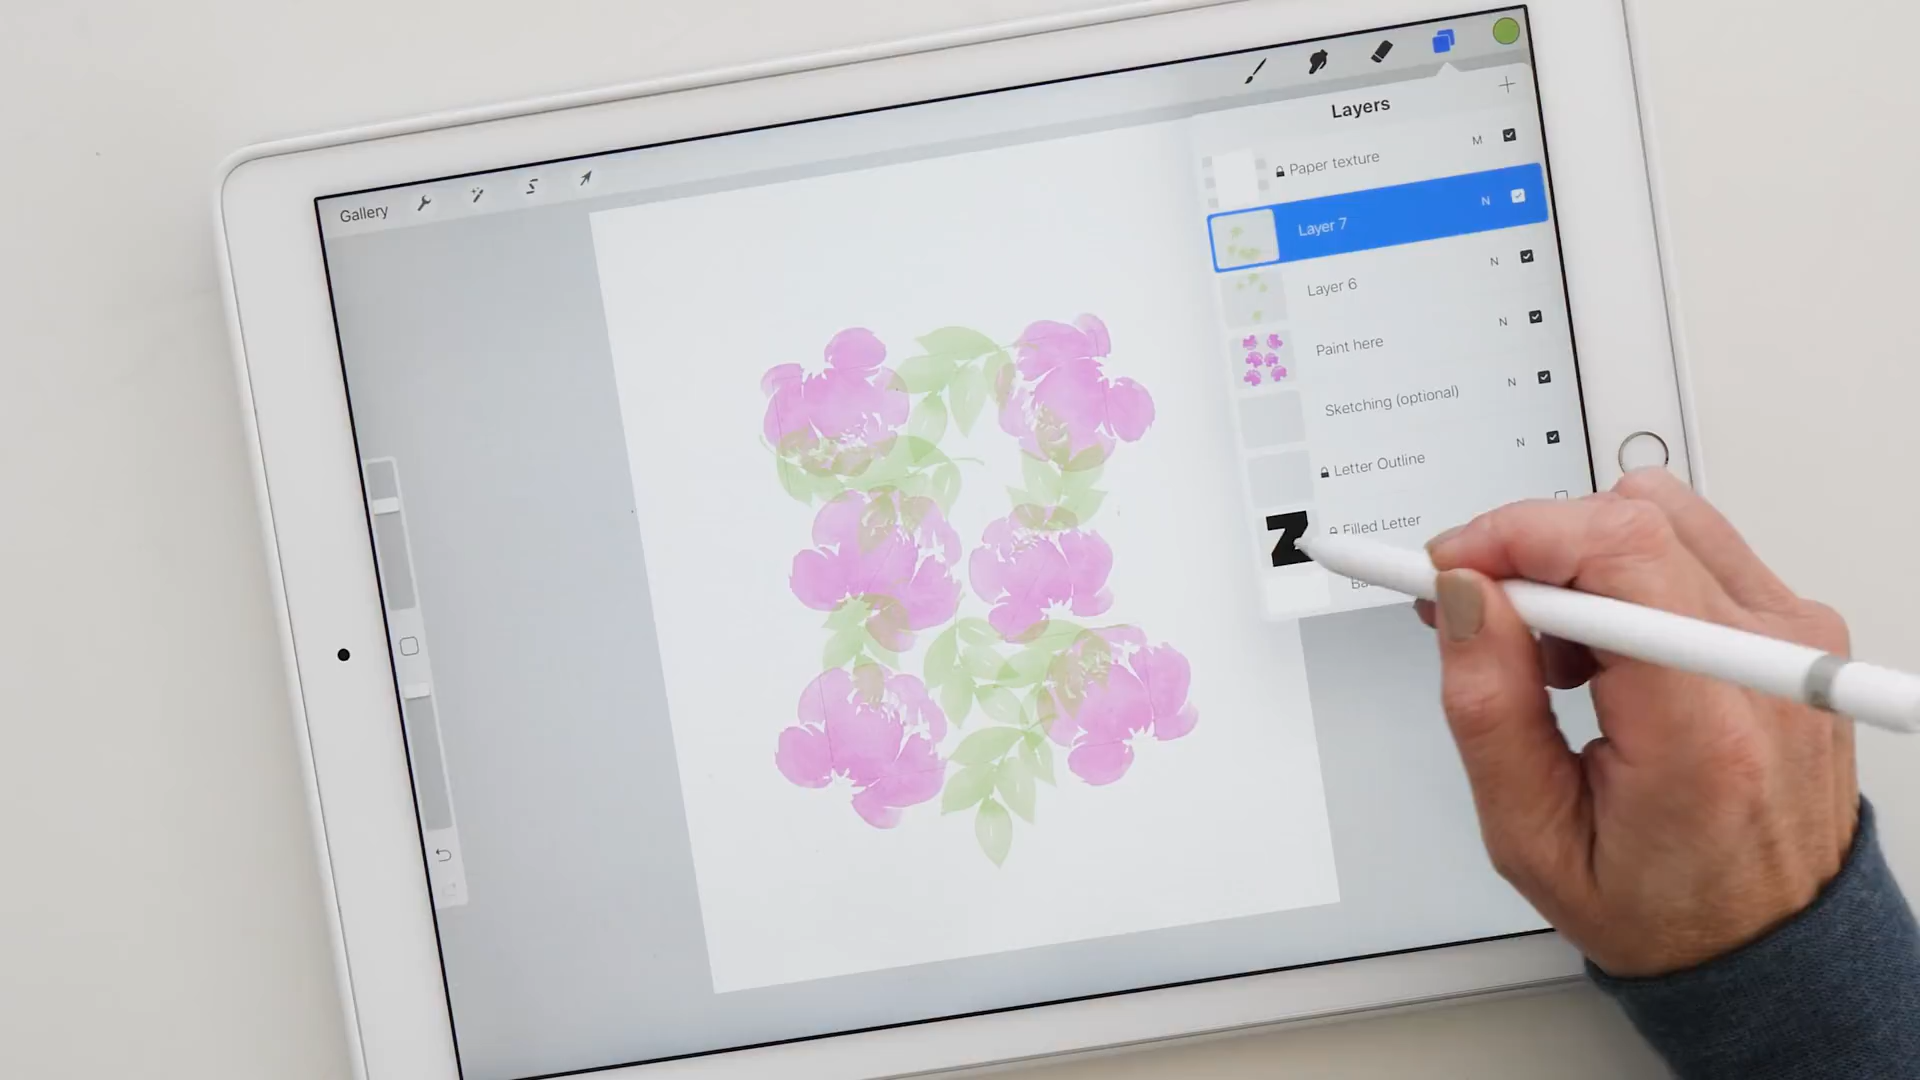 Gallery
Layers
Paper texture M
Layer 7 N
Layer 6 N
Paint here N
Sketching (optional) N
Letter Outline N
Filled Letter
Z